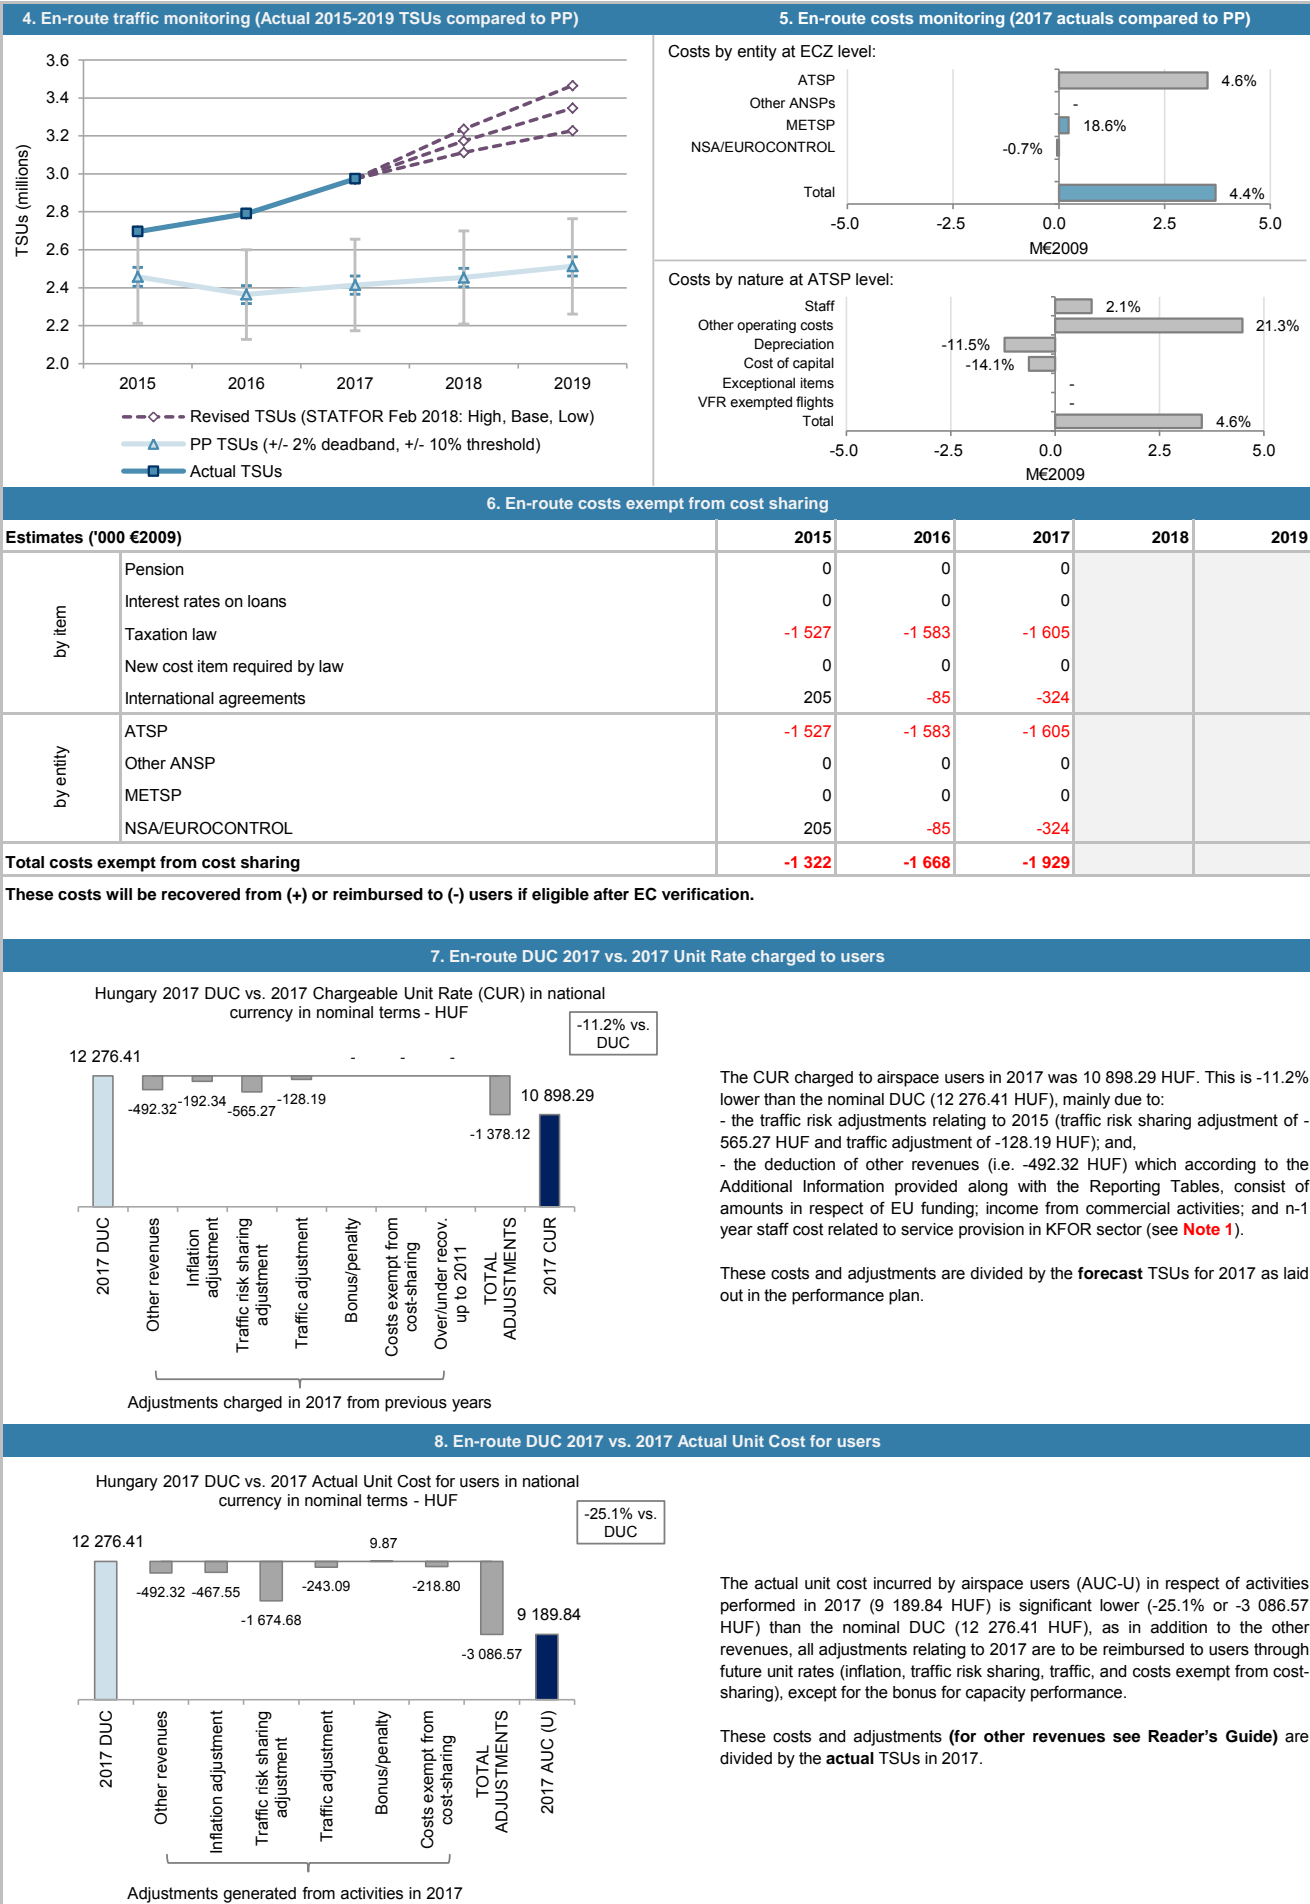 4. En-route traffic monitoring (Actual 2015-2019 TSUs compared to PP)
TSUs (millions)
3.6
3.4
3.2
3.0
2.8
2.6
2.4
2.2
2.0
2015 2016 2017 2018 2019
Revised TSUs (STATFOR Feb 2018: High, Base, Low)
PP TSUs (+/- 2% deadband, +/- 10% threshold)
Actual TSUs
5. En-route costs monitoring (2017 actuals compared to PP)
Costs by entity at ECZ level:
ATSP 4.6%
Other ANSPs -
METSP 18.6%
NSA/EUROCONTROL -0.7%
Total 4.4%
-5.0 -2.5 0.0 2.5 5.0
M€2009
Costs by nature at ATSP level:
Staff 2.1%
Other operating costs 21.3%
Depreciation -11.5%
Cost of capital -14.1%
Exceptional items -
VFR exempted flights -
Total 4.6%
-5.0 -2.5 0.0 2.5 5.0
M€2009
6. En-route costs exempt from cost sharing
Estimates ('000 €2009) 2015 2016 2017 2018 2019
by item
Pension 0 0 0
Interest rates on loans 0 0 0
Taxation law -1 527 -1 583 -1 605
New cost item required by law 0 0 0
International agreements 205 -85 -324
by entity
ATSP -1 527 -1 583 -1 605
Other ANSP 0 0 0
METSP 0 0 0
NSA/EUROCONTROL 205 -85 -324
Total costs exempt from cost sharing -1 322 -1 668 -1 929
These costs will be recovered from (+) or reimbursed to (-) users if eligible after EC verification.
7. En-route DUC 2017 vs. 2017 Unit Rate charged to users
Hungary 2017 DUC vs. 2017 Chargeable Unit Rate (CUR) in national
currency in nominal terms - HUF
-11.2% vs.
DUC
12 276.41
-492.32
-192.34
-565.27
-128.19
-
-
-
-1 378.12
10 898.29
2017 DUC
Other revenues
Inflation
adjustment
Traffic risk sharing
adjustment
Traffic adjustment
Bonus/penalty
Costs exempt from
cost-sharing
Over/under recov.
up to 2011
TOTAL
ADJUSTMENTS
2017 CUR
Adjustments charged in 2017 from previous years
The CUR charged to airspace users in 2017 was 10 898.29 HUF. This is -11.2%
lower than the nominal DUC (12 276.41 HUF), mainly due to:
- the traffic risk adjustments relating to 2015 (traffic risk sharing adjustment of -
565.27 HUF and traffic adjustment of -128.19 HUF); and,
- the deduction of other revenues (i.e. -492.32 HUF) which according to the
Additional Information provided along with the Reporting Tables, consist of
amounts in respect of EU funding; income from commercial activities; and n-1
year staff cost related to service provision in KFOR sector (see Note 1).
These costs and adjustments are divided by the forecast TSUs for 2017 as laid
out in the performance plan.
8. En-route DUC 2017 vs. 2017 Actual Unit Cost for users
Hungary 2017 DUC vs. 2017 Actual Unit Cost for users in national
currency in nominal terms - HUF
-25.1% vs.
DUC
12 276.41
-492.32
-467.55
-1 674.68
-243.09
9.87
-218.80
-3 086.57
9 189.84
2017 DUC
Other revenues
Inflation adjustment
Traffic risk sharing
adjustment
Traffic adjustment
Bonus/penalty
Costs exempt from
cost-sharing
TOTAL
ADJUSTMENTS
2017 AUC (U)
Adjustments generated from activities in 2017
The actual unit cost incurred by airspace users (AUC-U) in respect of activities
performed in 2017 (9 189.84 HUF) is significant lower (-25.1% or -3 086.57
HUF) than the nominal DUC (12 276.41 HUF), as in addition to the other
revenues, all adjustments relating to 2017 are to be reimbursed to users through
future unit rates (inflation, traffic risk sharing, traffic, and costs exempt from cost-
sharing), except for the bonus for capacity performance.
These costs and adjustments (for other revenues see Reader's Guide) are
divided by the actual TSUs in 2017.